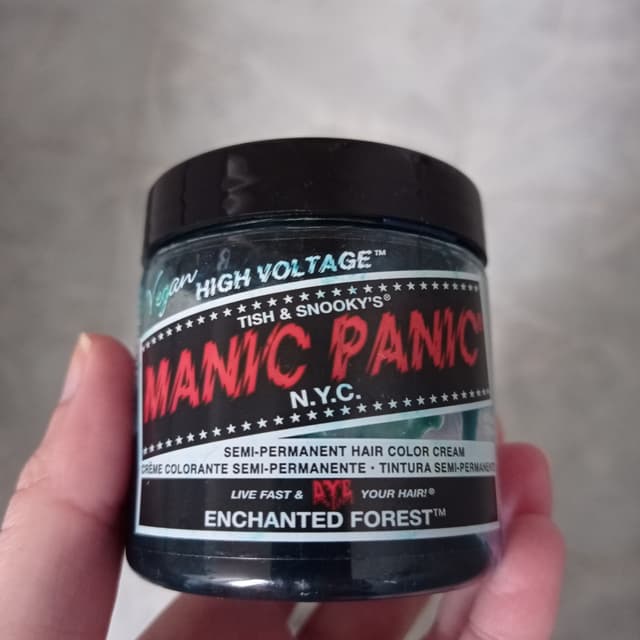 Vegan HIGH VOLTAGE™
TISH & SNOOKY'S®
MANIC PANIC®
N.Y.C.
SEMI-PERMANENT HAIR COLOR CREAM
CRÈME COLORANTE SEMI-PERMANENTE • TINTURA SEMI-PERMANENTE
LIVE FAST & DYE YOUR HAIR!®
ENCHANTED FOREST™